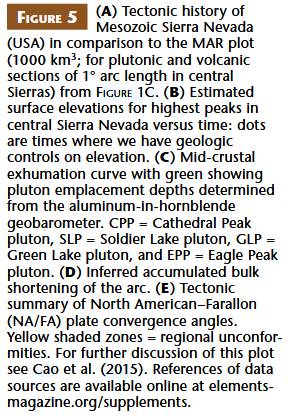 FIGURE 5 (A) Tectonic history of
Mesozoic Sierra Nevada
(USA) in comparison to the MAR plot
(1000 km³; for plutonic and volcanic
sections of 1° arc length in central
Sierras) from FIGURE 1C. (B) Estimated
surface elevations for highest peaks in
central Sierra Nevada versus time: dots
are times where we have geologic
controls on elevation. (C) Mid-crustal
exhumation curve with green showing
pluton emplacement depths determined
from the aluminum-in-hornblende
geobarometer. CPP = Cathedral Peak
pluton, SLP = Soldier Lake pluton, GLP =
Green Lake pluton, and EPP = Eagle Peak
pluton. (D) Inferred accumulated bulk
shortening of the arc. (E) Tectonic
summary of North American–Farallon
(NA/FA) plate convergence angles.
Yellow shaded zones = regional unconfor-
mities. For further discussion of this plot
see Cao et al. (2015). References of data
sources are available online at elements-
magazine.org/supplements.